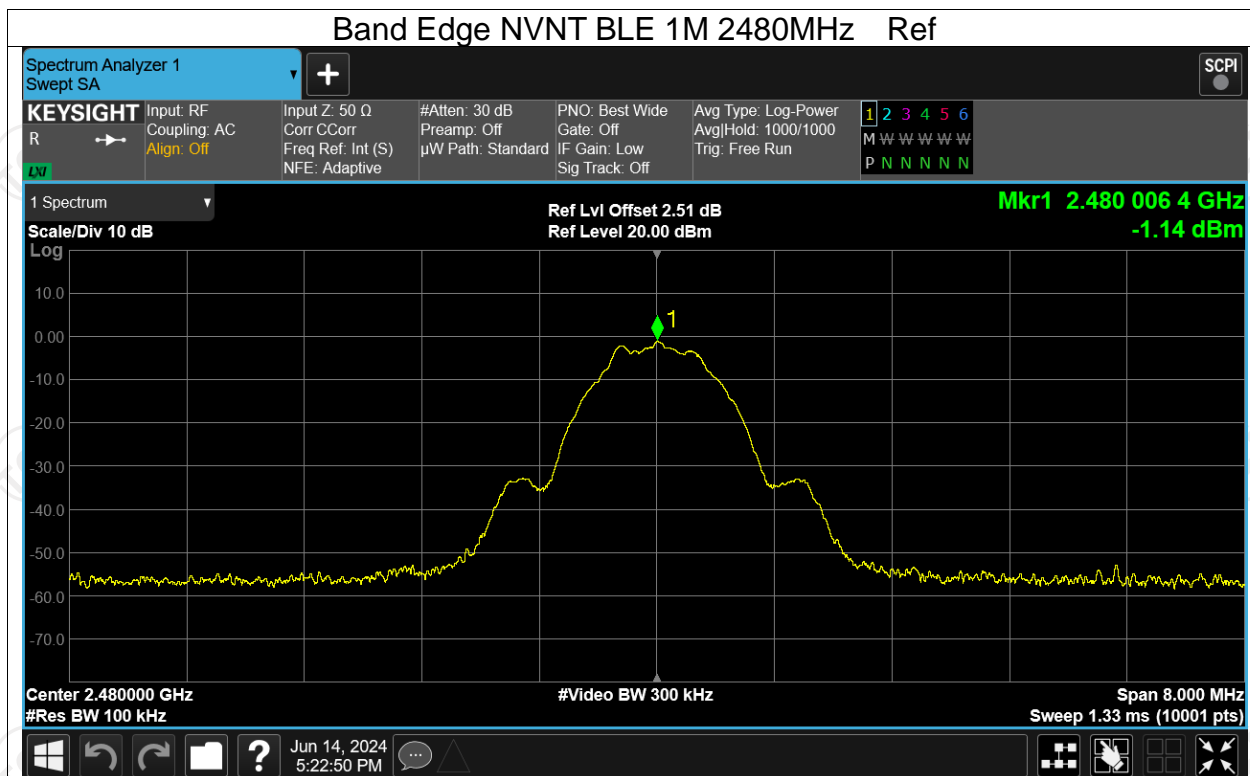 Band Edge NVNT BLE 1M 2480MHz Ref
Spectrum Analyzer 1
Swept SA
SCPI
KEYSIGHT
R
LXI
Input: RF
Coupling: AC
Align: Off
Input Z: 50 Ω
Corr CCorr
Freq Ref: Int (S)
NFE: Adaptive
#Atten: 30 dB
Preamp: Off
µW Path: Standard
PNO: Best Wide
Gate: Off
IF Gain: Low
Sig Track: Off
Avg Type: Log-Power
Avg|Hold: 1000/1000
Trig: Free Run
1 2 3 4 5 6
M W W W W W
P N N N N N
1 Spectrum
Scale/Div 10 dB
Ref Lvl Offset 2.51 dB
Ref Level 20.00 dBm
Mkr1 2.480 006 4 GHz
-1.14 dBm
Log
10.0
0.00
-10.0
-20.0
-30.0
-40.0
-50.0
-60.0
-70.0
1
Center 2.480000 GHz
#Res BW 100 kHz
#Video BW 300 kHz
Span 8.000 MHz
Sweep 1.33 ms (10001 pts)
?
Jun 14, 2024
5:22:50 PM